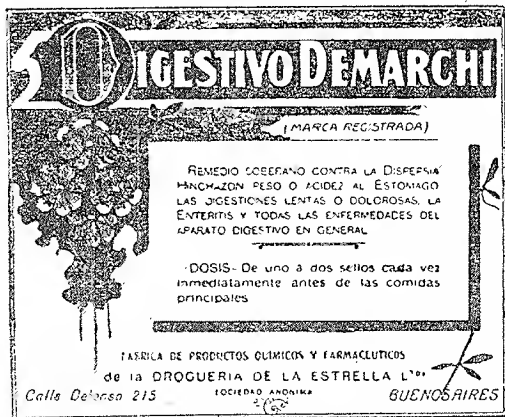 5 DIGESTIVO DEMARCHI
(MARCA REGISTRADA)
REMEDIO SOBERANO CONTRA LA DISPEPSIA
HINCHAZON PESO O ACIDEZ AL ESTOMAGO
LAS DIGESTIONES LENTAS O DOLOROSAS, LA
ENTERITIS Y TODAS LAS ENFERMEDADES DEL
APARATO DIGESTIVO EN GENERAL
-DOSIS- De uno á dos sellos cada vez
inmediatamente antes de las comidas
principales
FABRICA DE PRODUCTOS QUIMICOS Y FARMACEUTICOS
de la DROGUERIA DE LA ESTRELLA Lᵀᴰᴬ
SOCIEDAD ANONIMA
Calle Defensa 215 BUENOS AIRES